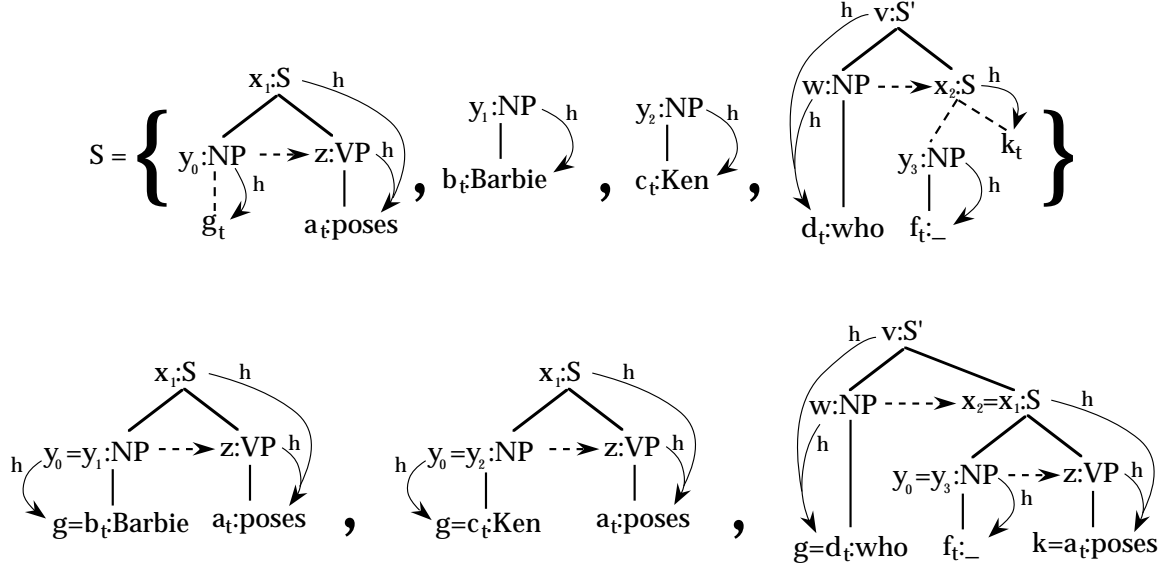 h v:S'
x₁:S h w:NP x₂:S h
S = { y₀:NP z:VP h , y₁:NP h , y₂:NP h , h y₃:NP kₜ }
h gₜ aₜ:poses bₜ:Barbie cₜ:Ken h dₜ:who fₜ:_
h v:S'
x₁:S h x₁:S h w:NP x₂=x₁:S h
h y₀=y₁:NP z:VP h h y₀=y₂:NP z:VP h h y₀=y₃:NP z:VP h
g=bₜ:Barbie aₜ:poses , g=cₜ:Ken aₜ:poses , g=dₜ:who fₜ:_ h k=aₜ:poses